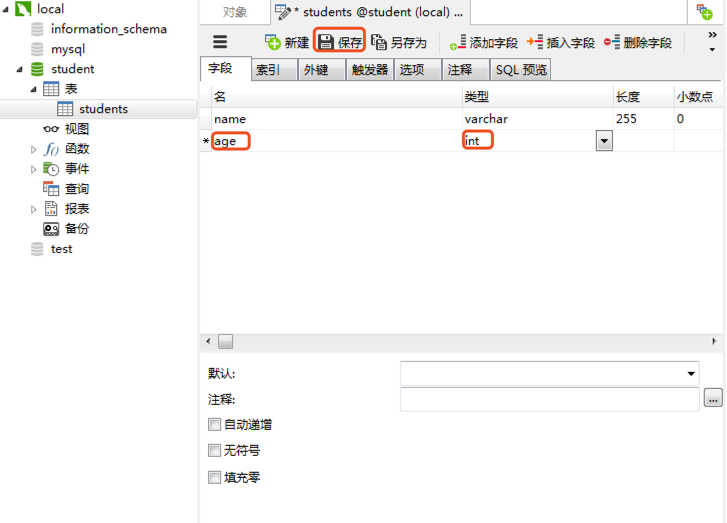 local
information_schema
mysql
student
表
students
视图
函数
事件
查询
报表
备份
test
对象
* students @student (local) ...
新建 保存 另存为 添加字段 插入字段 删除字段
字段 索引 外键 触发器 选项 注释 SQL 预览
名 类型 长度 小数点
name varchar 255 0
* age int
默认:
注释:
...
自动递增
无符号
填充零